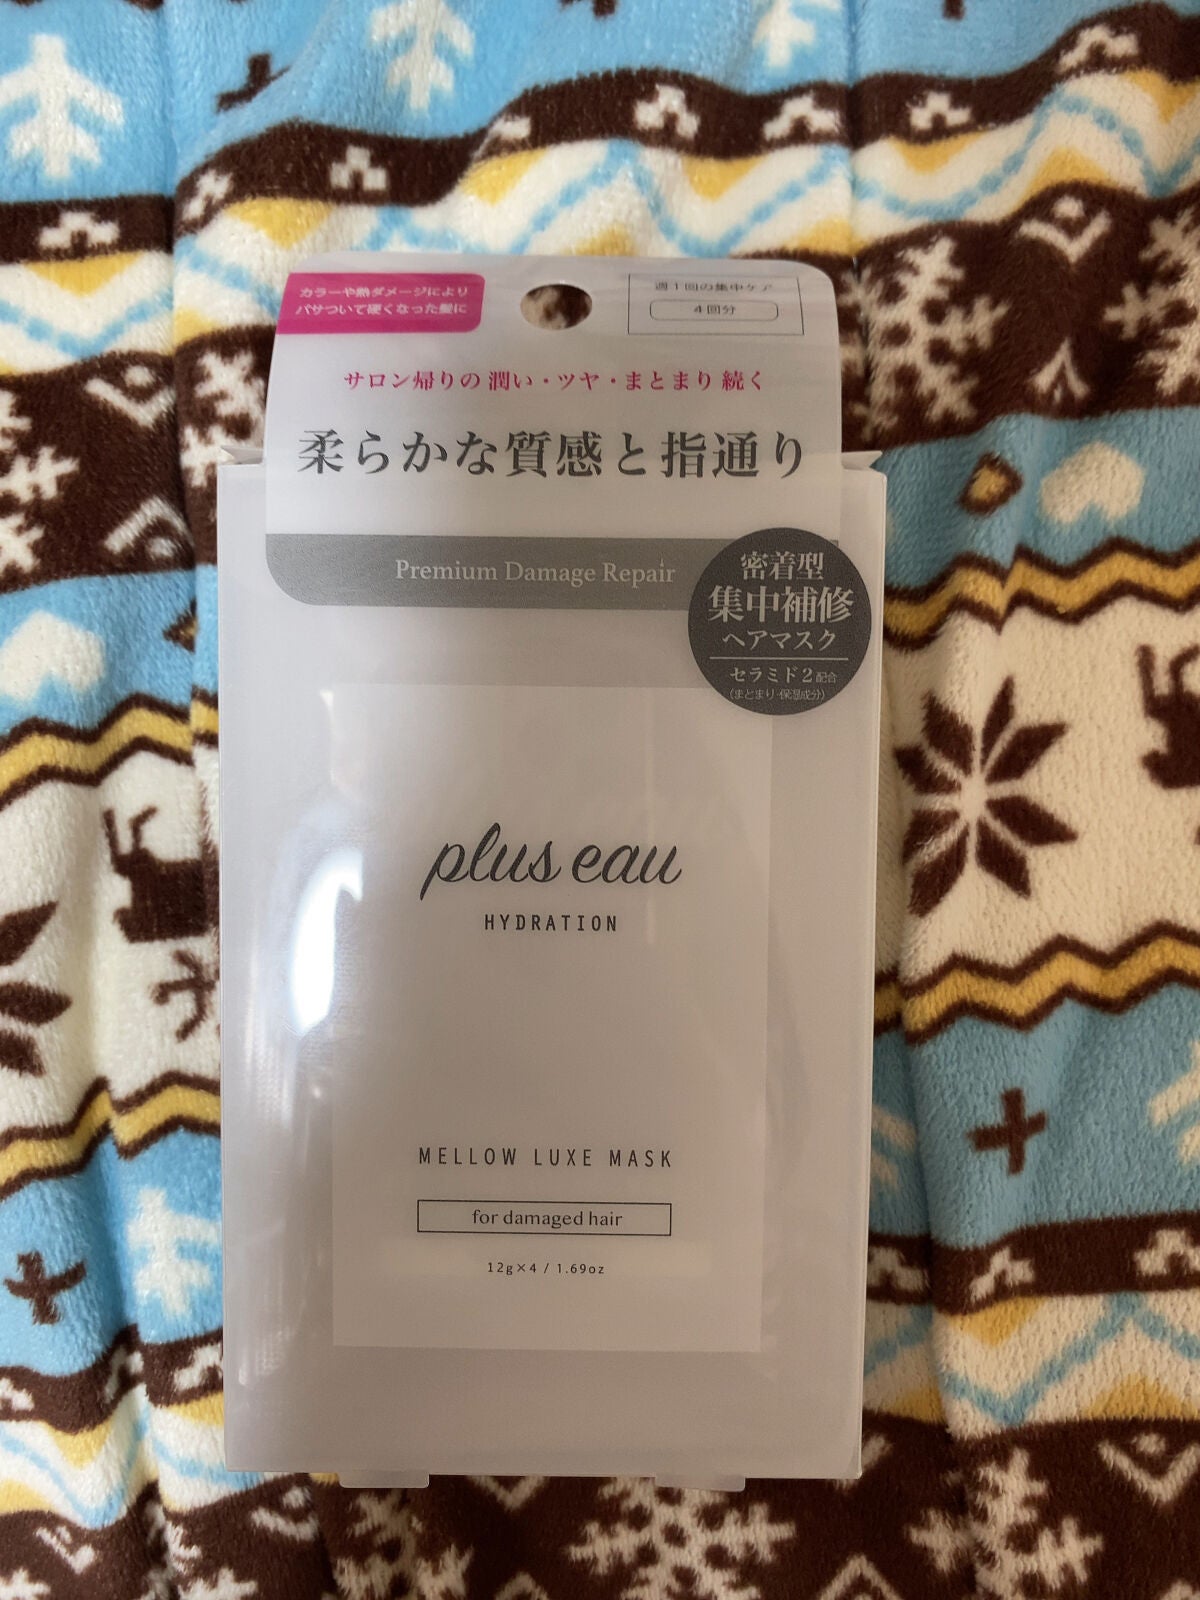 カラーや熱ダメージにより
パサついて硬くなった髪に
週1回の集中ケア
4回分
サロン帰りの潤い・ツヤ・まとまり続く
柔らかな質感と指通り
Premium Damage Repair
密着型
集中補修
ヘアマスク
セラミド2配合
(まとまり・保湿成分)
plus eau
HYDRATION
MELLOW LUXE MASK
for damaged hair
12g×4 / 1.69oz